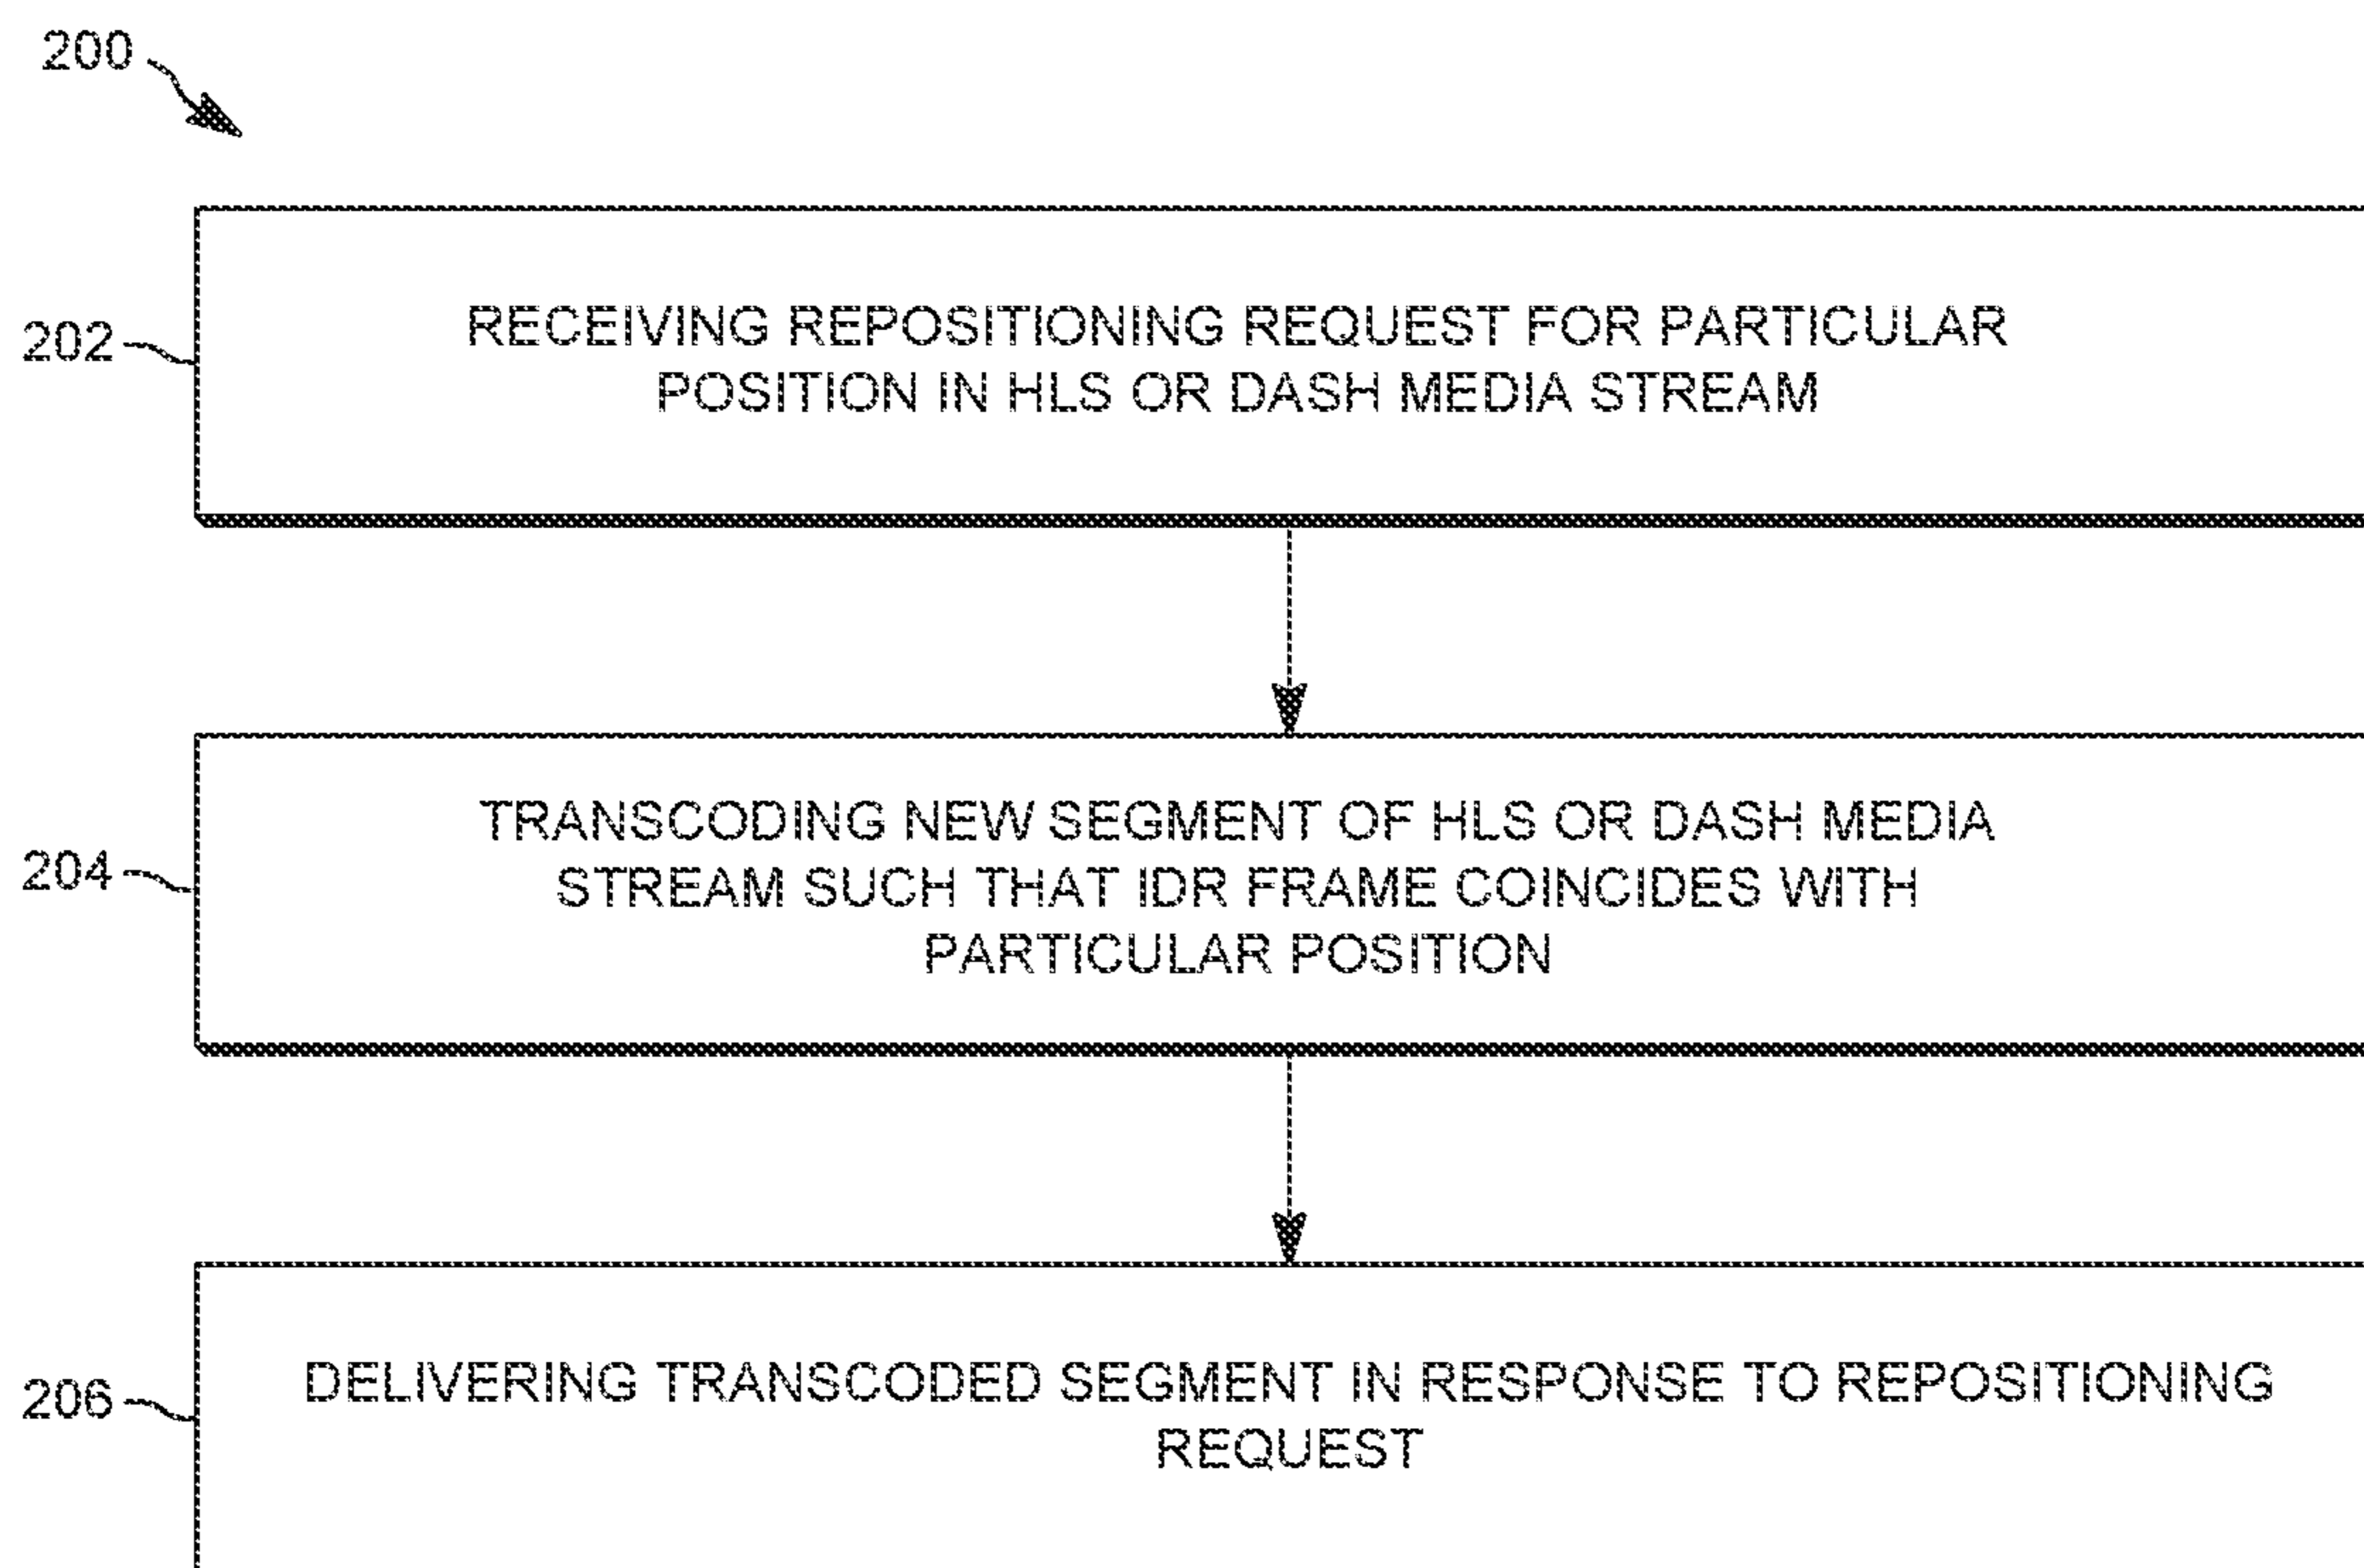 200
202
RECEIVING REPOSITIONING REQUEST FOR PARTICULAR
POSITION IN HLS OR DASH MEDIA STREAM
204
TRANSCODING NEW SEGMENT OF HLS OR DASH MEDIA
STREAM SUCH THAT IDR FRAME COINCIDES WITH
PARTICULAR POSITION
206
DELIVERING TRANSCODED SEGMENT IN RESPONSE TO REPOSITIONING
REQUEST